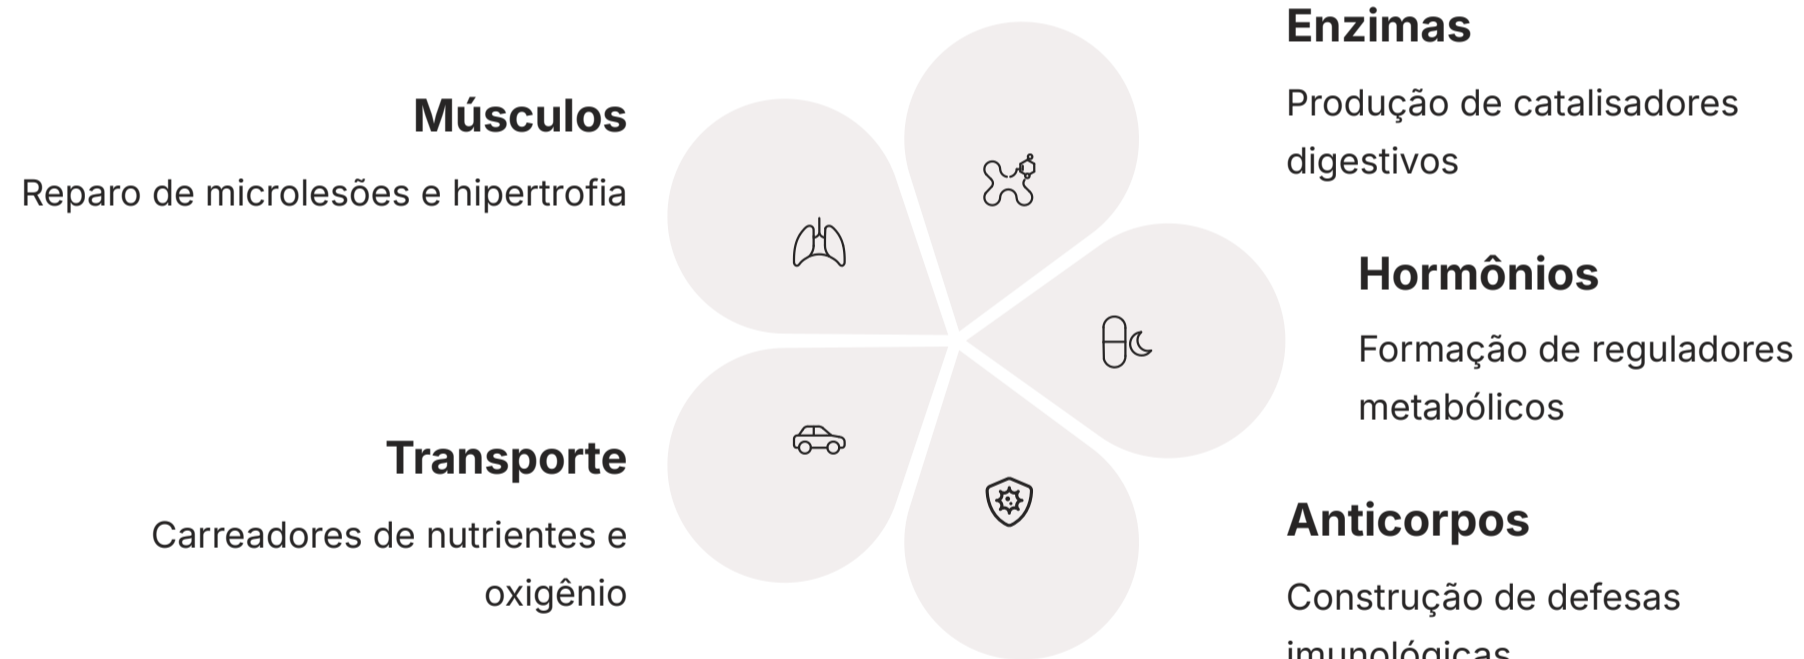 Músculos
Reparo de microlesões e hipertrofia
Transporte
Carreadores de nutrientes e
oxigênio
Enzimas
Produção de catalisadores
digestivos
Hormônios
Formação de reguladores
metabólicos
Anticorpos
Construção de defesas
imunológicas